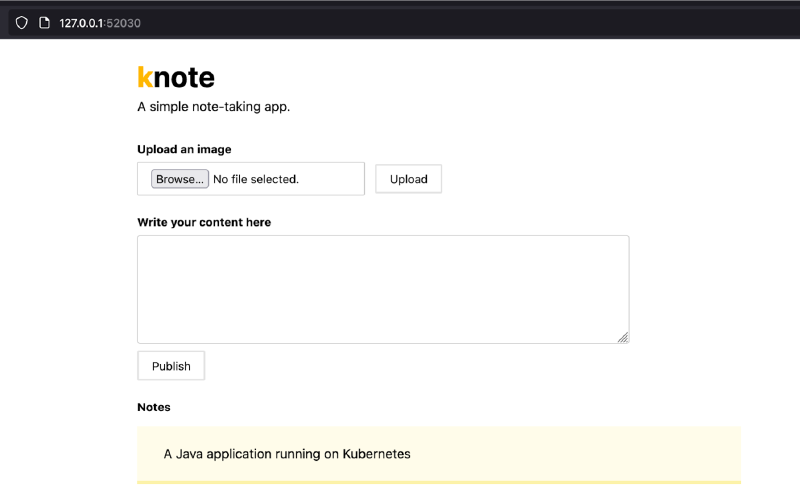 127.0.0.1:52030
knote
A simple note-taking app.
Upload an image
Browse... No file selected. Upload
Write your content here
Publish
Notes
A Java application running on Kubernetes